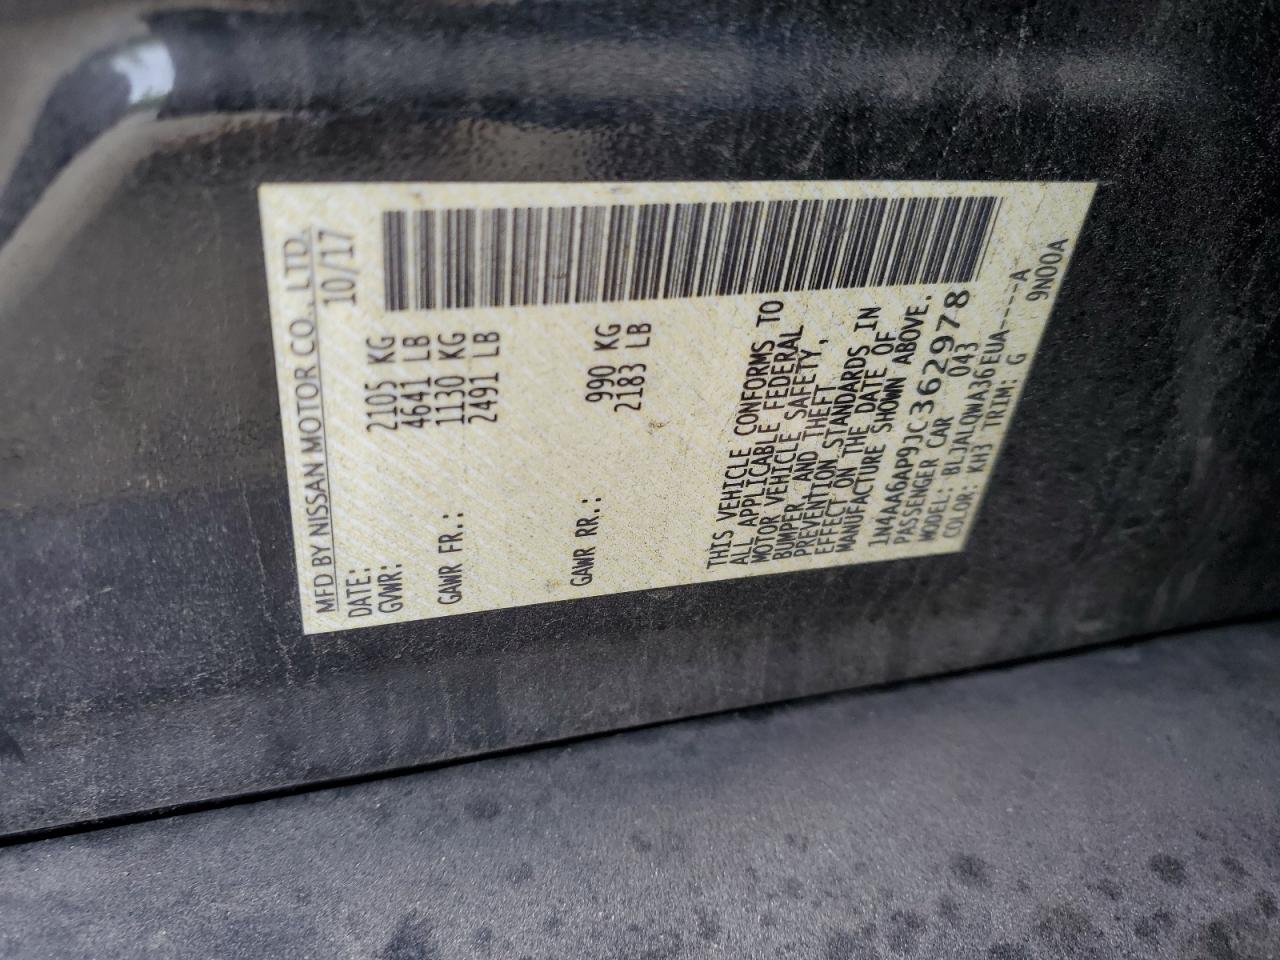 MFD BY NISSAN MOTOR CO. LTD.
DATE: 10/17
GVWR: 2105 KG
4641 LB
GAWR FR.: 1130 KG
2491 LB
GAWR RR.: 990 KG
2183 LB
THIS VEHICLE CONFORMS TO
ALL APPLICABLE FEDERAL
MOTOR VEHICLE SAFETY,
BUMPER, AND THEFT
PREVENTION STANDARDS IN
EFFECT ON THE DATE OF
MANUFACTURE SHOWN ABOVE.
1N4AA6AP9JC362978
PASSENGER CAR 043
MODEL: BLJALQWA36EUA-----A
COLOR: KH3 TRIM: G 9N00A